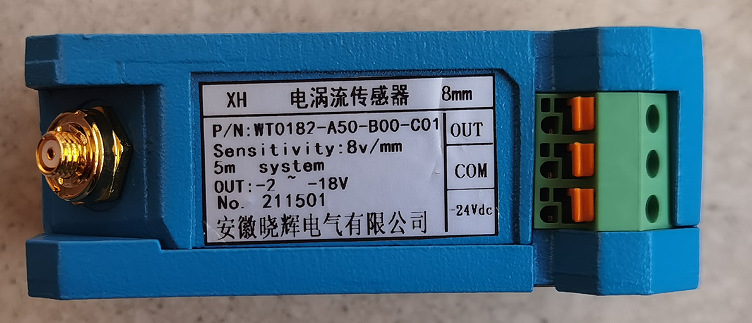 XH 电涡流传感器 8mm
P/N:WT0182-A50-B00-C01
OUT
Sensitivity:8v/mm
5m system
COM
OUT:-2 ~ -18V
No. 211501
-24Vdc
安徽晓辉电气有限公司